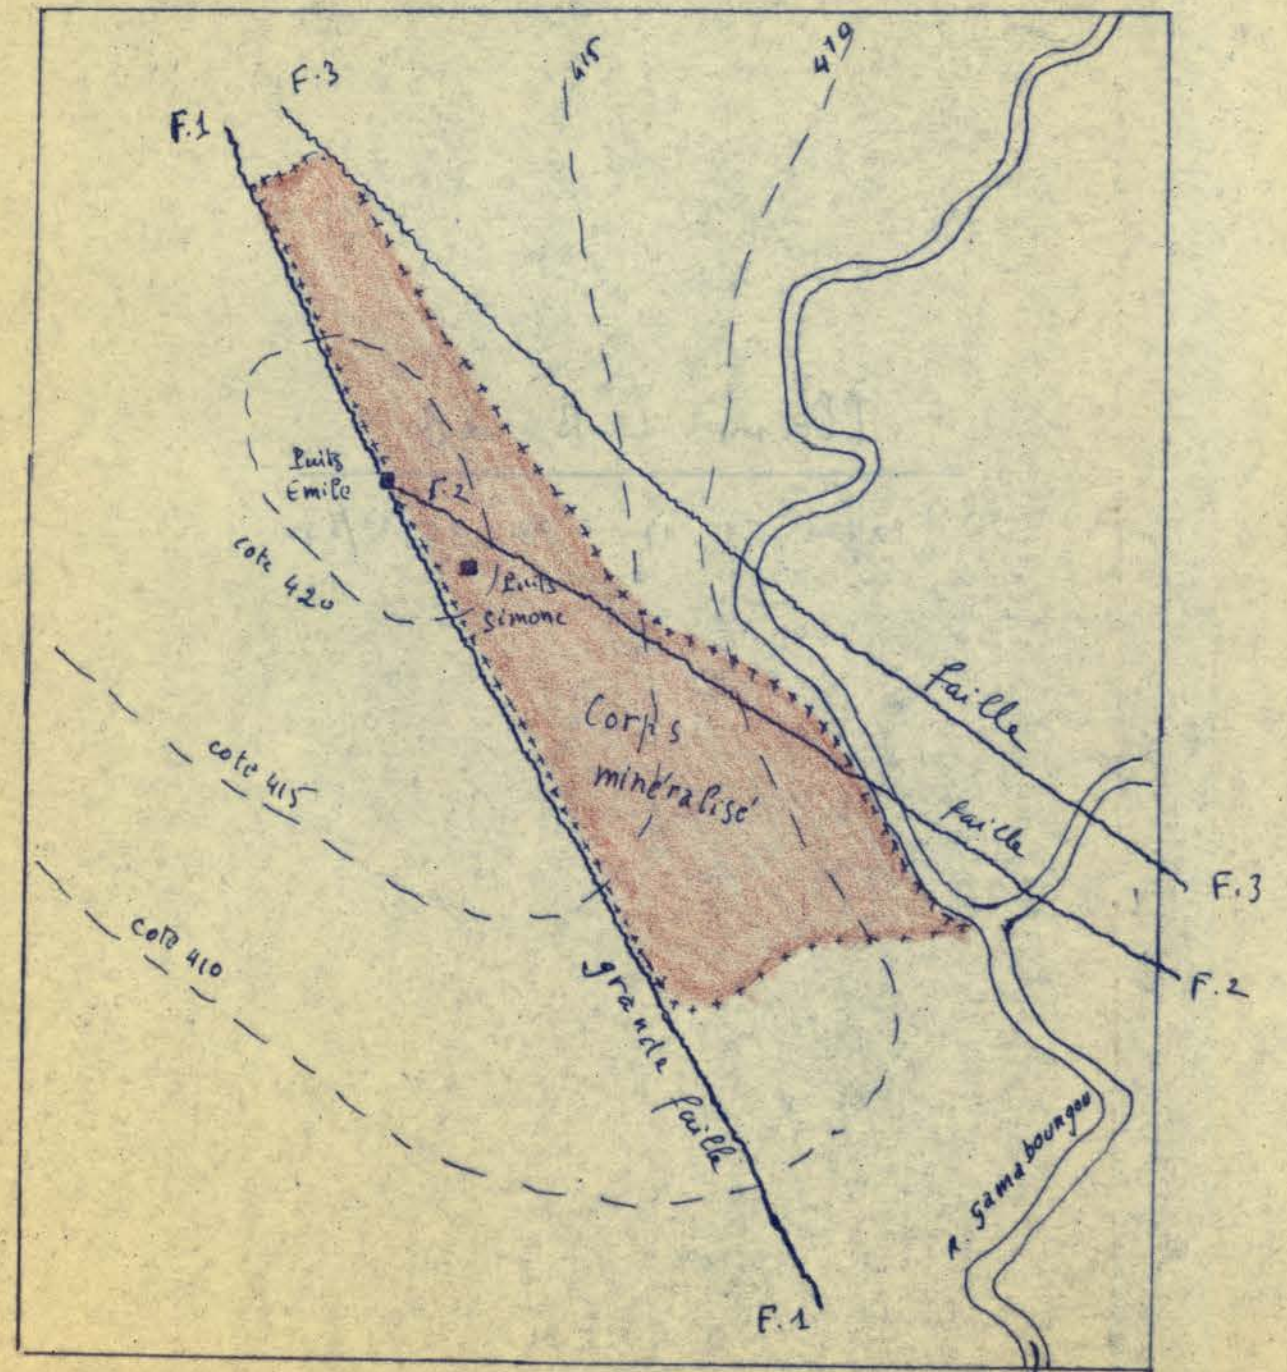 F.3
F.1
415
419
Puits
Emile
F.2
cote
420
Puits
Simone
Corps
minéralisé
faille
cote 415
faille
F.3
cote 410
F.2
grande faille
R. Gamaboungou
F.1